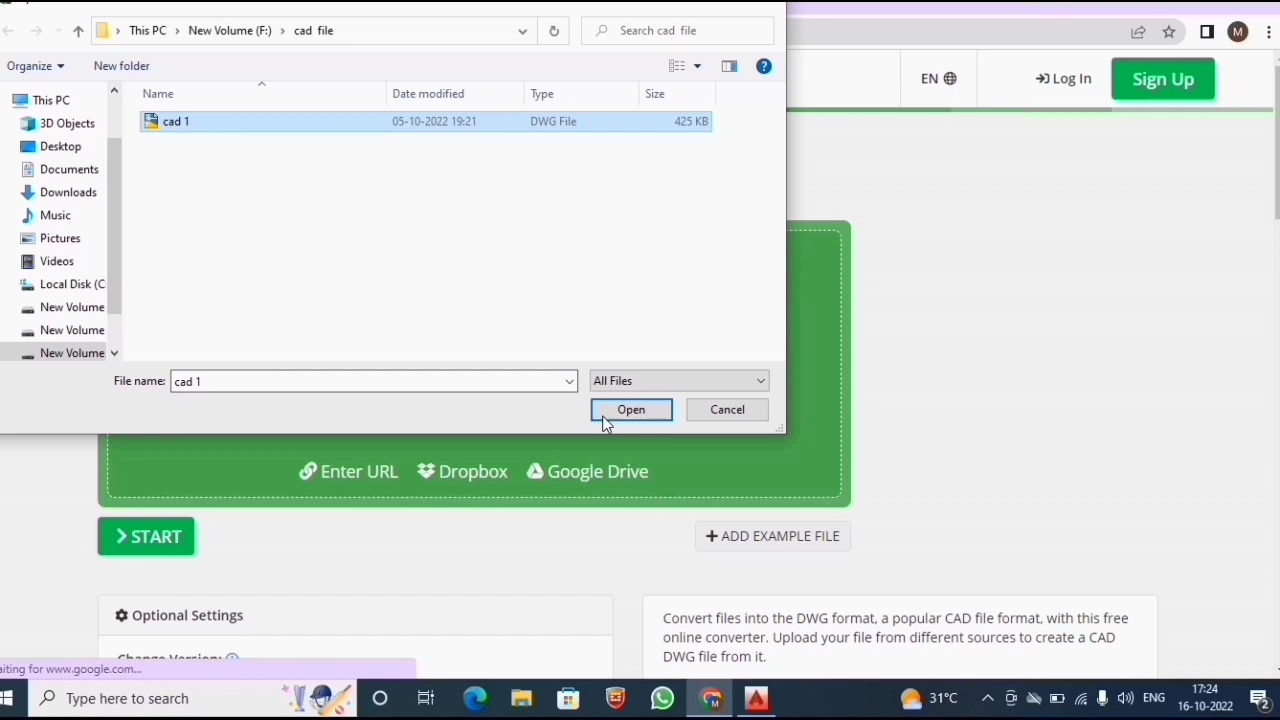 This PC > New Volume (F:) > cad file
Search cad file
M
Organize
New folder
EN
Log In
Sign Up
Name
Date modified
Type
Size
This PC
3D Objects
Desktop
Documents
Downloads
Music
Pictures
Videos
Local Disk (C
New Volume
New Volume
New Volume
cad 1
05-10-2022 19:21
DWG File
425 KB
File name: cad 1
All Files
Open
Cancel
Enter URL
Dropbox
Google Drive
START
ADD EXAMPLE FILE
Optional Settings
Change Version:
Convert files into the DWG format, a popular CAD file format, with this free
online converter. Upload your file from different sources to create a CAD
DWG file from it.
aiting for www.google.com...
Type here to search
31°C
ENG
17:24
16-10-2022
2